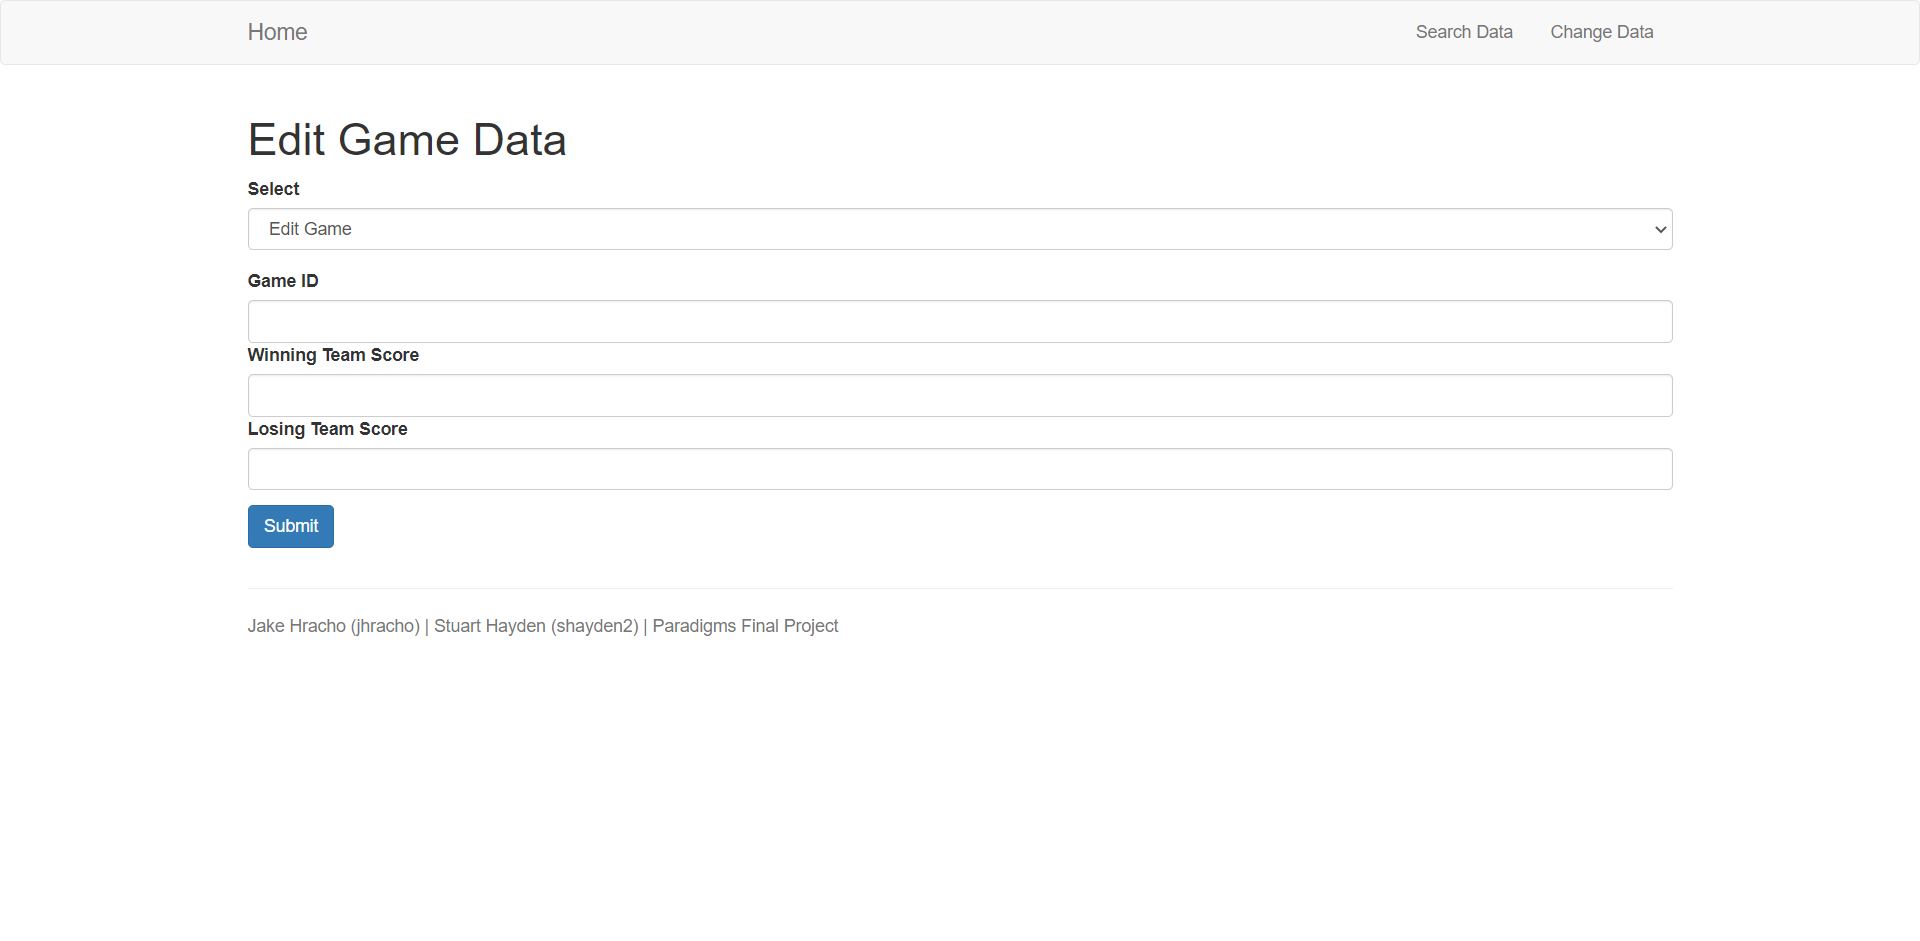 Home
Search Data
Change Data
Edit Game Data
Select
Edit Game
Game ID
Winning Team Score
Losing Team Score
Submit
Jake Hracho (jhracho) | Stuart Hayden (shayden2) | Paradigms Final Project